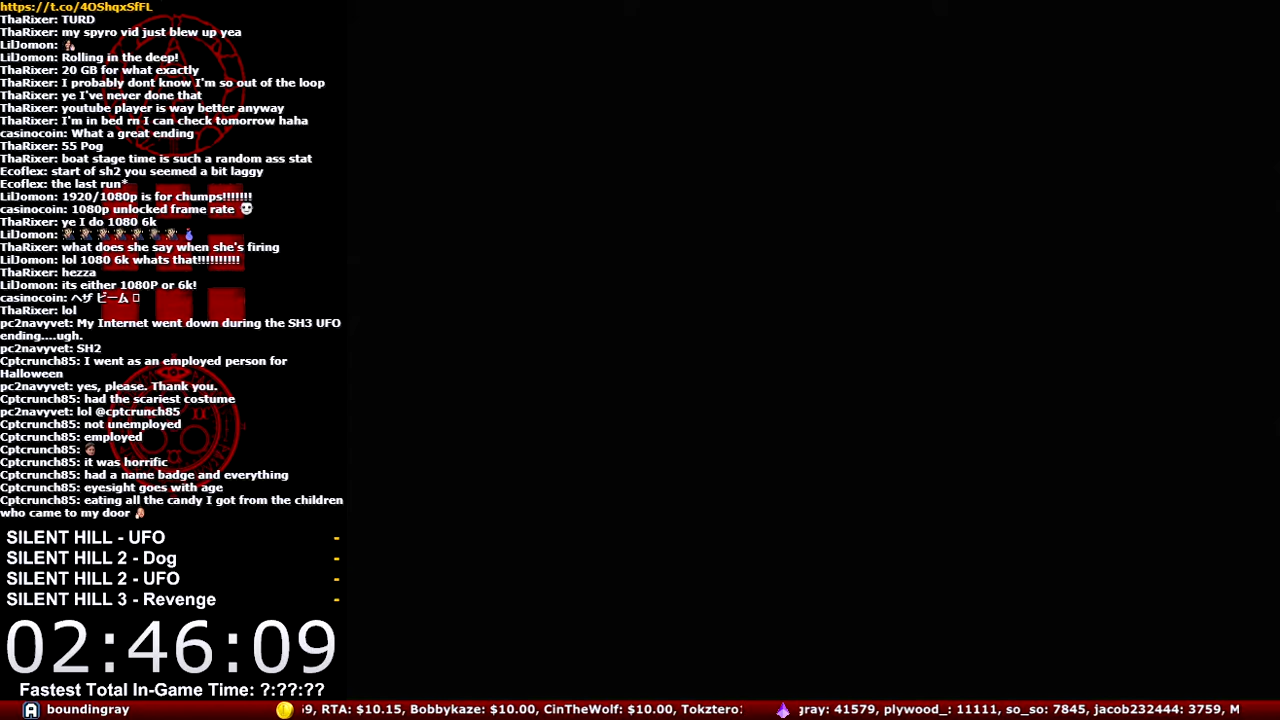 https://t.co/4OShqxSfFL
ThaRixer: TURD
ThaRixer: my spyro vid just blew up yea
LilJomon:
LilJomon: Rolling in the deep!
ThaRixer: 20 GB for what exactly
ThaRixer: I probably dont know I'm so out of the loop
ThaRixer: ye I've never done that
ThaRixer: youtube player is way better anyway
ThaRixer: I'm in bed rn I can check tomorrow haha
casinocoin: What a great ending
ThaRixer: 55 Pog
ThaRixer: boat stage time is such a random ass stat
Ecoflex: start of sh2 you seemed a bit laggy
Ecoflex: the last run*
LilJomon: 1920/1080p is for chumps!!!!!!!
casinocoin: 1080p unlocked frame rate
ThaRixer: ye I do 1080 6k
LilJomon:
ThaRixer: what does she say when she's firing
LilJomon: lol 1080 6k whats that!!!!!!!!!!
ThaRixer: hezza
LilJomon: its either 1080P or 6k!
casinocoin: ヘザ ビーム
ThaRixer: lol
pc2navyvet: My Internet went down during the SH3 UFO
ending....ugh.
pc2navyvet: SH2
Cptcrunch85: I went as an employed person for
Halloween
pc2navyvet: yes, please. Thank you.
Cptcrunch85: had the scariest costume
pc2navyvet: lol @cptcrunch85
Cptcrunch85: not unemployed
Cptcrunch85: employed
Cptcrunch85:
Cptcrunch85: it was horrific
Cptcrunch85: had a name badge and everything
Cptcrunch85: eyesight goes with age
Cptcrunch85: eating all the candy I got from the children
who came to my door
SILENT HILL - UFO -
SILENT HILL 2 - Dog -
SILENT HILL 2 - UFO -
SILENT HILL 3 - Revenge -
02:46:09
Fastest Total In-Game Time: ?:??:??
boundingray 9, RTA: $10.15, Bobbykaze: $10.00, CinTheWolf: $10.00, Tokztero: gray: 41579, plywood_: 11111, so_so: 7845, jacob232444: 3759, M